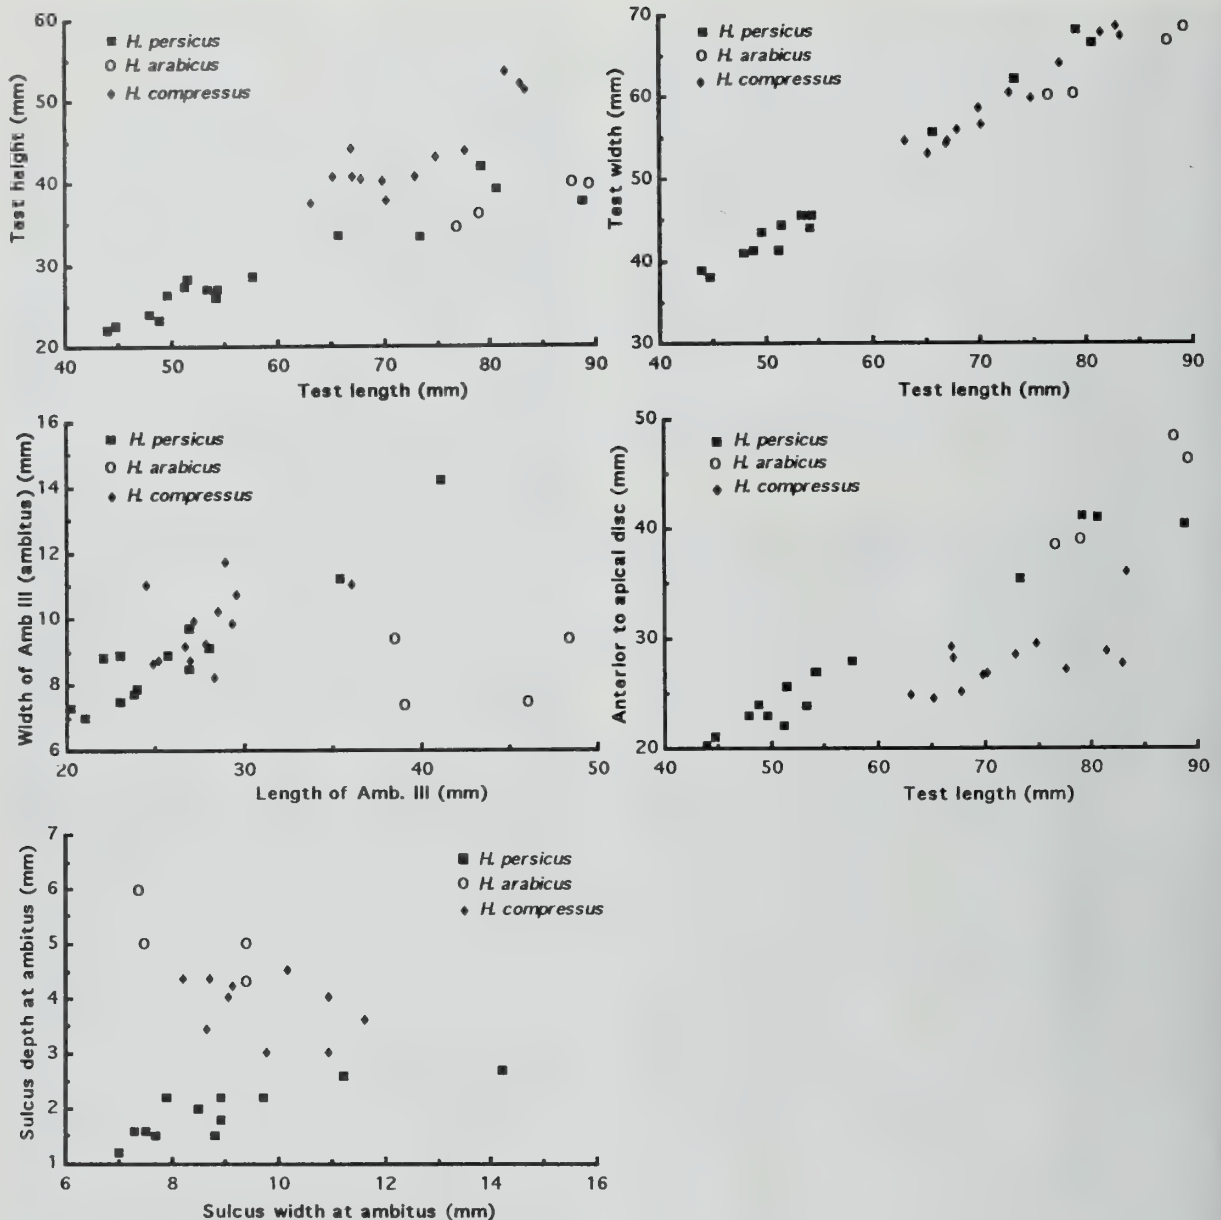 60
50
40
30
20
Test height (mm)
H. persicus
H. arabicus
H. compressus
40 50 60 70 80 90
Test length (mm)
70
60
50
40
30
Test width (mm)
H. persicus
H. arabicus
H. compressus
40 50 60 70 80 90
Test length (mm)
16
14
12
10
8
6
Width of Amb III (ambitus) (mm)
H. persicus
H. arabicus
H. compressus
20 30 40 50
Length of Amb. III (mm)
50
40
30
20
Anterior to apical disc (mm)
H. persicus
H. arabicus
H. compressus
40 50 60 70 80 90
Test length (mm)
7
6
5
4
3
2
1
Sulcus depth at ambitus (mm)
H. persicus
H. arabicus
H. compressus
6 8 10 12 14 16
Sulcus width at ambitus (mm)